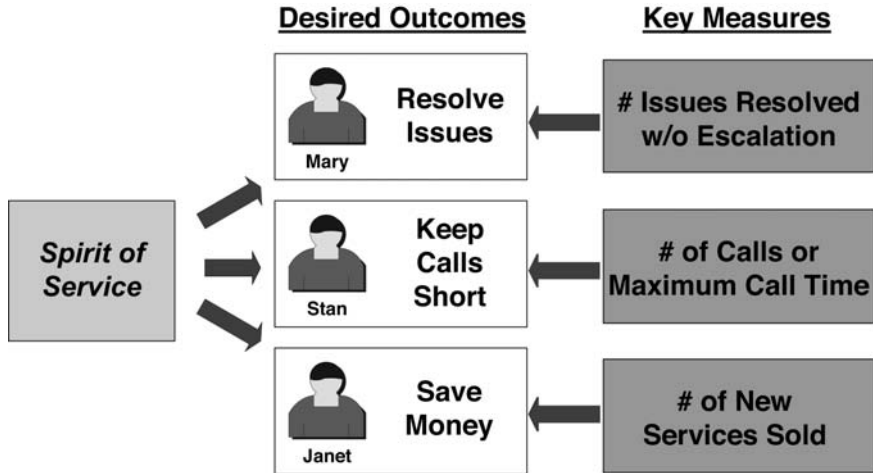 Desired Outcomes
Key Measures
Resolve
Issues
Mary
# Issues Resolved
w/o Escalation
Spirit of
Service
Keep
Calls
Short
Stan
# of Calls or
Maximum Call Time
Save
Money
Janet
# of New
Services Sold